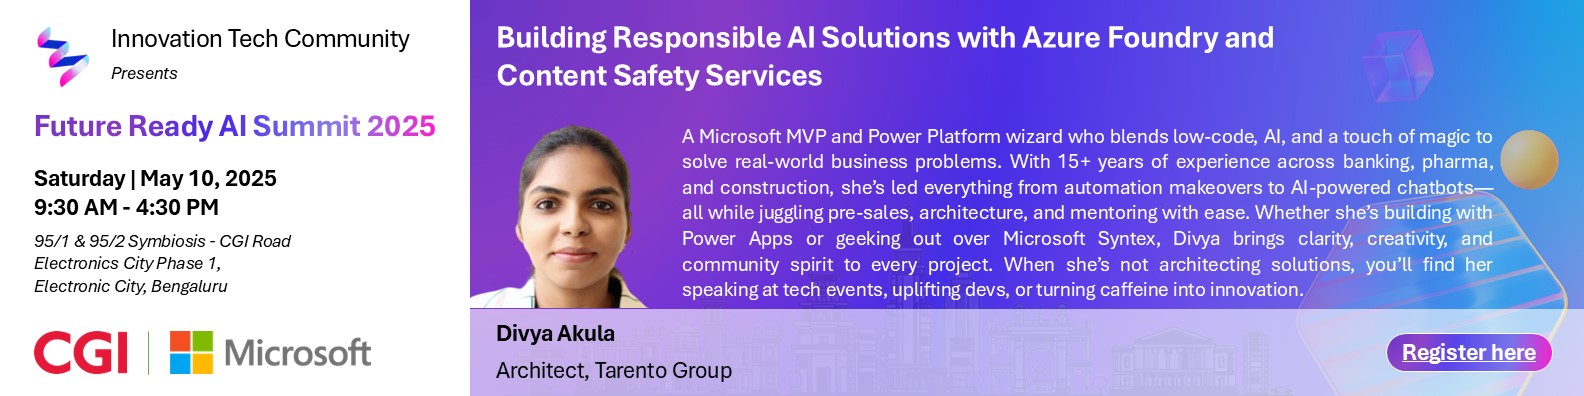 Innovation Tech Community
Presents
Future Ready AI Summit 2025
Saturday | May 10, 2025
9:30 AM - 4:30 PM
95/1 & 95/2 Symbiosis - CGI Road
Electronics City Phase 1,
Electronic City, Bengaluru
CGI
Microsoft
Building Responsible AI Solutions with Azure Foundry and
Content Safety Services
A Microsoft MVP and Power Platform wizard who blends low-code, AI, and a touch of magic to
solve real-world business problems. With 15+ years of experience across banking, pharma,
and construction, she’s led everything from automation makeovers to AI-powered chatbots—
all while juggling pre-sales, architecture, and mentoring with ease. Whether she’s building with
Power Apps or geeking out over Microsoft Syntex, Divya brings clarity, creativity, and
community spirit to every project. When she’s not architecting solutions, you’ll find her
speaking at tech events, uplifting devs, or turning caffeine into innovation.
Divya Akula
Architect, Tarento Group
Register here